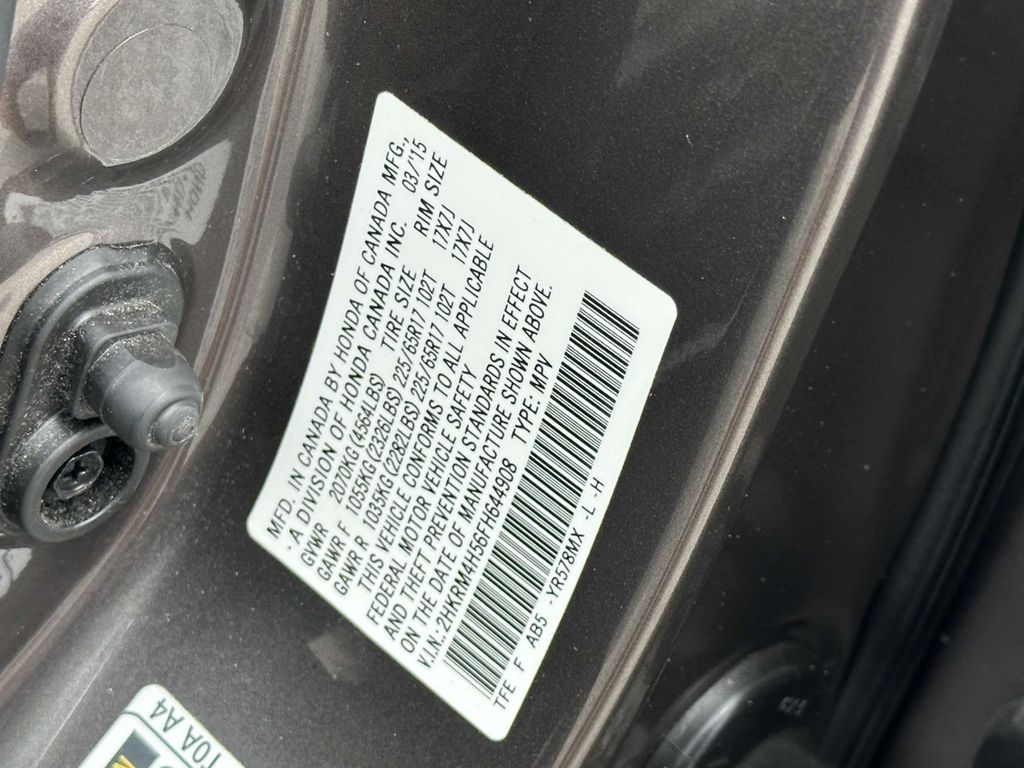 MFD. IN CANADA BY HONDA OF CANADA MFG.,
- A DIVISION OF HONDA CANADA INC. 03/'15
GVWR 2070KG (4564LBS) TIRE SIZE RIM SIZE
GAWR F 1055KG (2326LBS) 225/65R17 102T 17X7J
GAWR R 1035KG (2282LBS) 225/65R17 102T 17X7J
THIS VEHICLE CONFORMS TO ALL APPLICABLE
FEDERAL MOTOR VEHICLE SAFETY
AND THEFT PREVENTION STANDARDS IN EFFECT
ON THE DATE OF MANUFACTURE SHOWN ABOVE.
V.I.N.: 2HKRM4H56FH644908 TYPE: MPV
TFE F AB5 -YR578MX -L -H
T0A A4